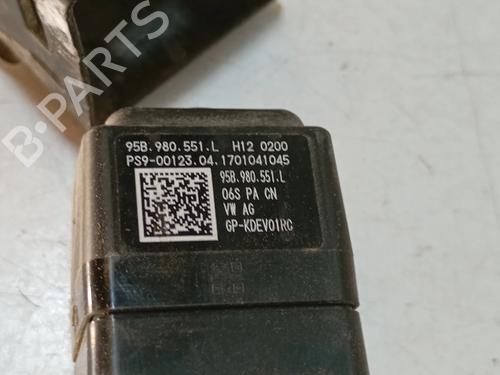 B-PARTS
95B.980.551.L H12 0200
PS9-00123.04.1701041045
95B.980.551.L
06S PA CN
VW AG
GP-KDEV01RC